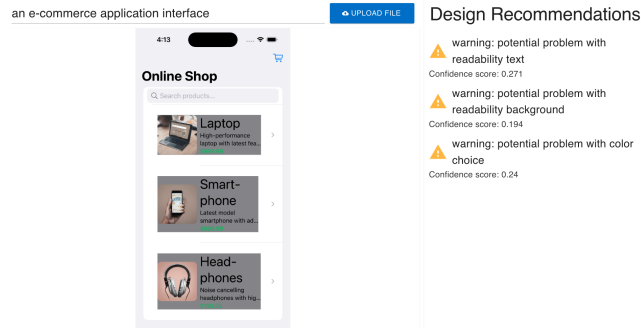 an e-commerce application interface
UPLOAD FILE
4:13
Online Shop
Search products...
Laptop
High-performance
laptop with latest fea...
Smart-
phone
Latest model
smartphone with ad...
Head-
phones
Noise cancelling
headphones with hig...
Design Recommendations
warning: potential problem with
readability text
Confidence score: 0.271
warning: potential problem with
readability background
Confidence score: 0.194
warning: potential problem with color
choice
Confidence score: 0.24